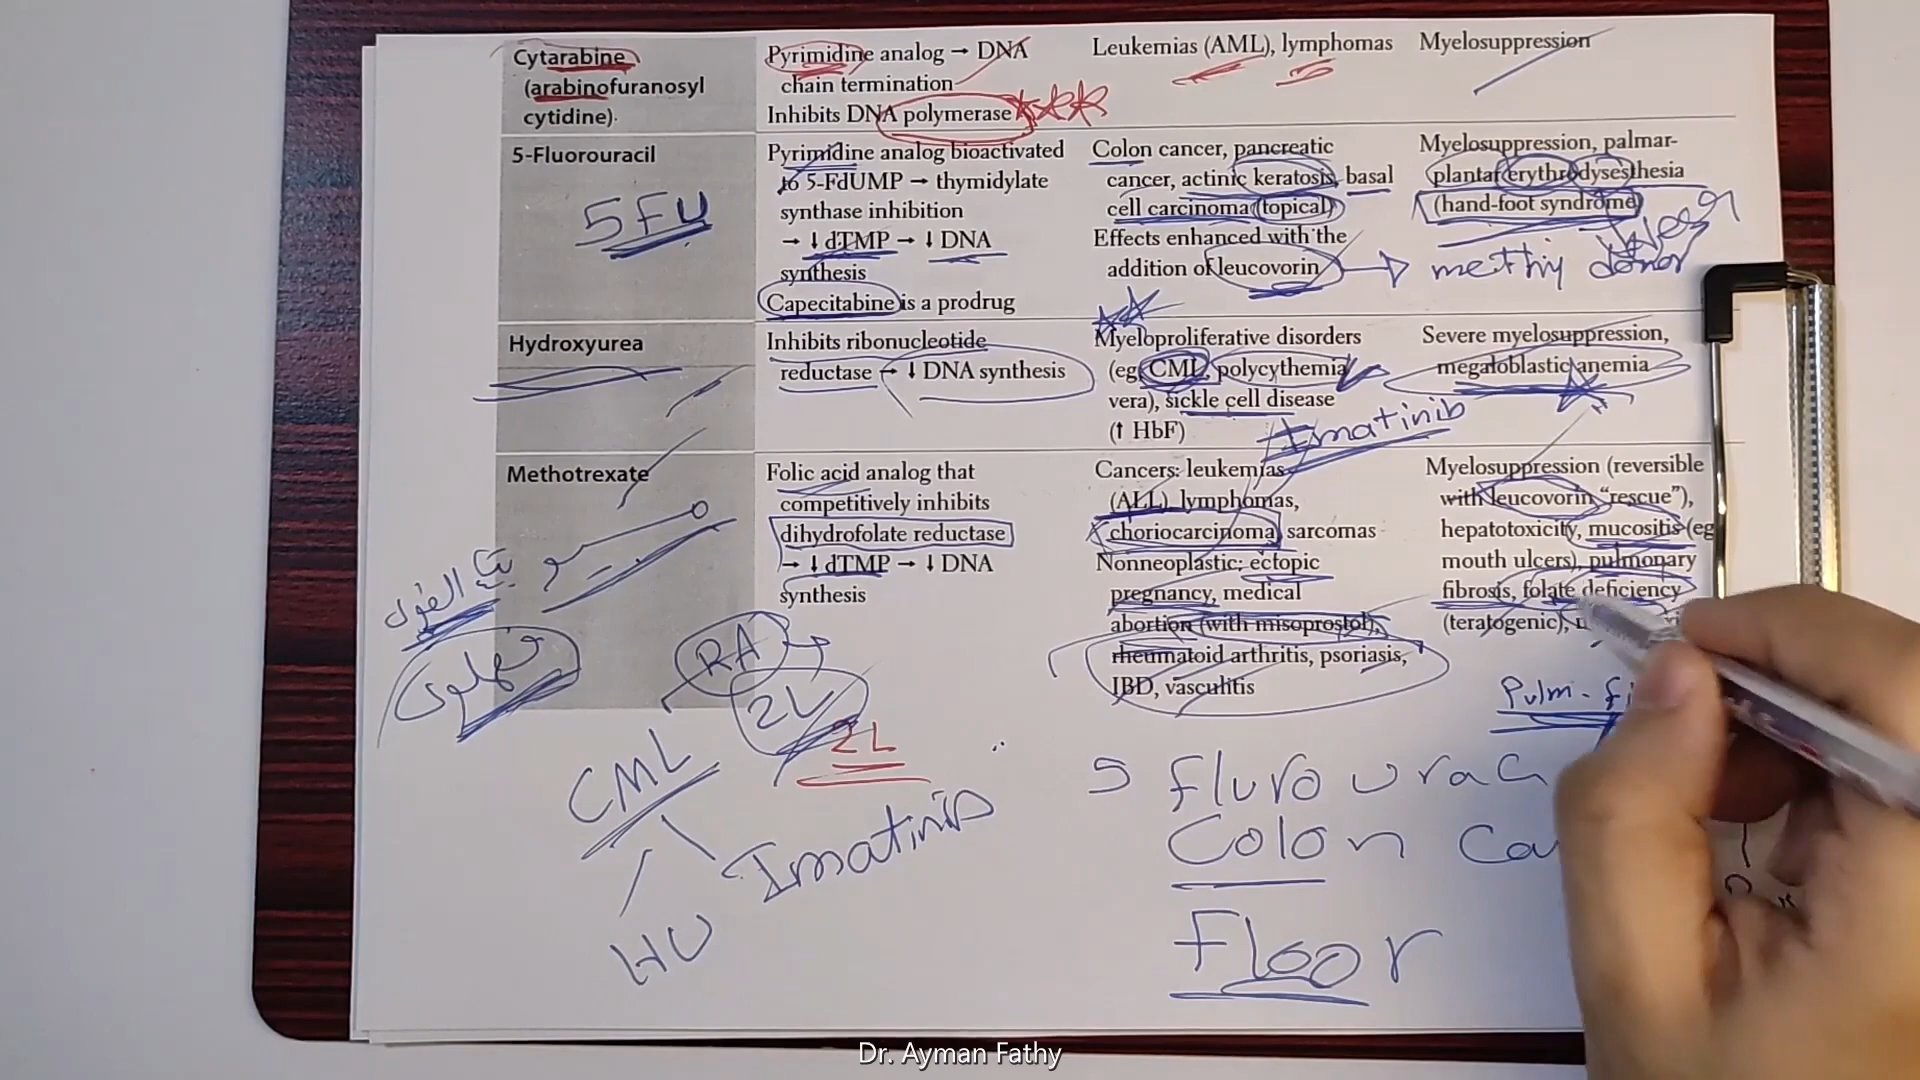 Cytarabine
(arabinofuranosyl
cytidine)
Pyrimidine analog → DNA
chain termination
Inhibits DNA polymerase
Leukemias (AML), lymphomas
Myelosuppression
5-Fluorouracil
5FU
Pyrimidine analog bioactivated
to 5-FdUMP → thymidylate
synthase inhibition
→ ↓ dTMP → ↓ DNA
synthesis
Capecitabine is a prodrug
Colon cancer, pancreatic
cancer, actinic keratosis, basal
cell carcinoma (topical)
Effects enhanced with the
addition of leucovorin
Myelosuppression, palmar-
plantar erythrodysesthesia
(hand-foot syndrome)
donor
Hydroxyurea
Inhibits ribonucleotide
reductase → ↓ DNA synthesis
Myeloproliferative disorders
(eg, CML, polycythemia
vera), sickle cell disease
(↑ HbF)
Imatinib
Severe myelosuppression,
megaloblastic anemia
Methotrexate
Folic acid analog that
competitively inhibits
dihydrofolate reductase
→ ↓ dTMP → ↓ DNA
synthesis
Cancers: leukemias
(ALL), lymphomas,
choriocarcinoma, sarcomas
Nonneoplastic: ectopic
pregnancy, medical
abortion (with misoprostol),
rheumatoid arthritis, psoriasis,
IBD, vasculitis
Myelosuppression (reversible
with leucovorin “rescue”),
hepatotoxicity, mucositis (eg
mouth ulcers), pulmonary
fibrosis, folate deficiency
(teratogenic),
RA
2L
2L
CML
HU
Imatinib
Pulm-fi
5 Fluro urac
Colon Ca
Floor
Dr. Ayman Fathy